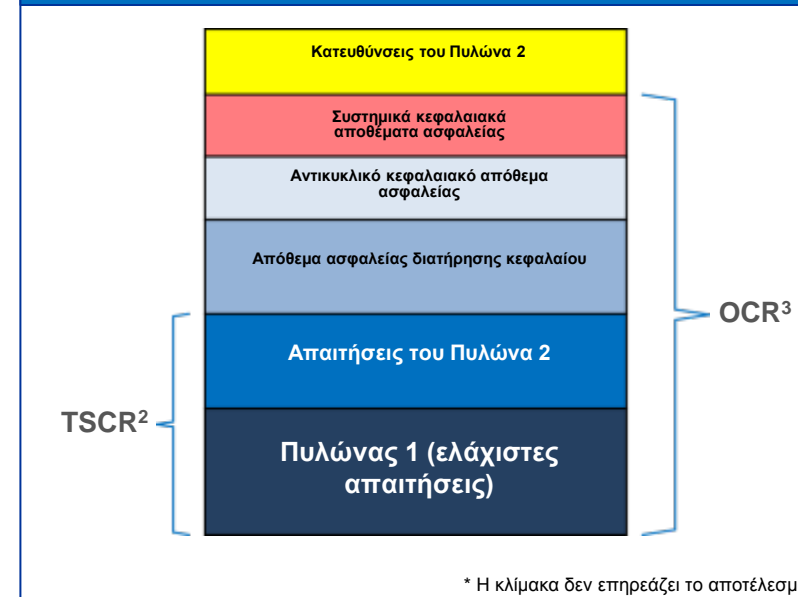 Κατευθύνσεις του Πυλώνα 2
Συστημικά κεφαλαιακά
αποθέματα ασφαλείας
Αντικυκλικό κεφαλαιακό απόθεμα
ασφαλείας
Απόθεμα ασφαλείας διατήρησης κεφαλαίου
OCR³
Απαιτήσεις του Πυλώνα 2
TSCR²
Πυλώνας 1 (ελάχιστες
απαιτήσεις)
* Η κλίμακα δεν επηρεάζει το